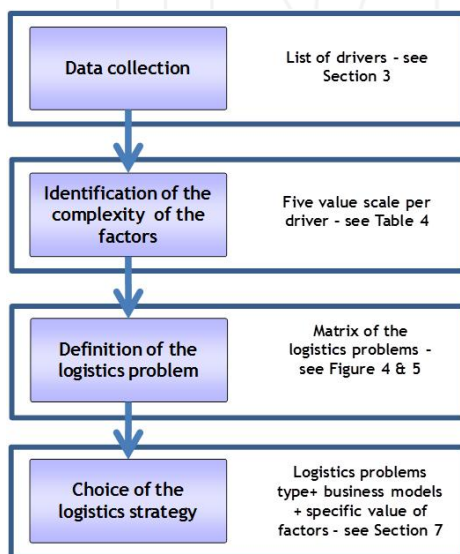 Data collection
List of drivers - see
Section 3
Identification of the
complexity of the
factors
Five value scale per
driver - see Table 4
Definition of the
logistics problem
Matrix of the
logistics problems -
see Figure 4 & 5
Choice of the
logistics strategy
Logistics problems
type+ business models
+ specific value of
factors - see Section 7